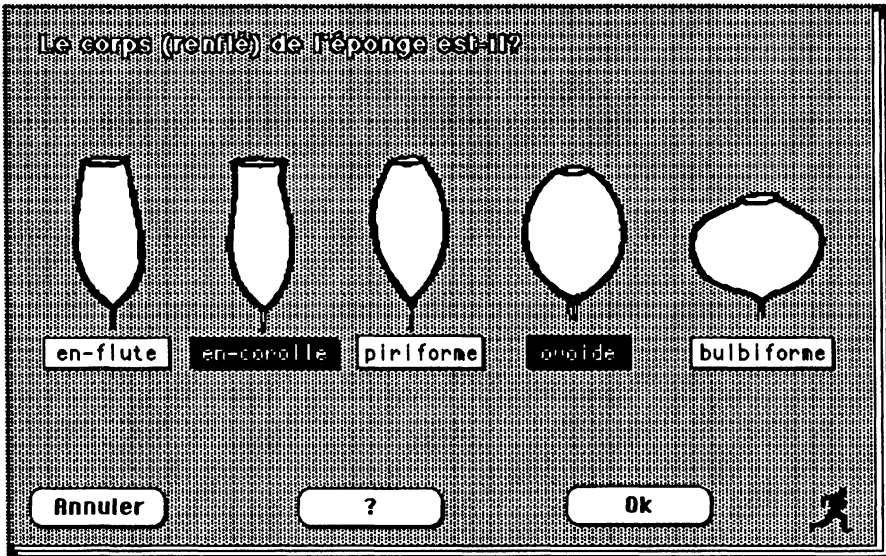 Le corps (renflé) de l'éponge est-il?
en-flute
en-corolle
piriforme
ovoide
bulbiforme
Annuler
?
Ok